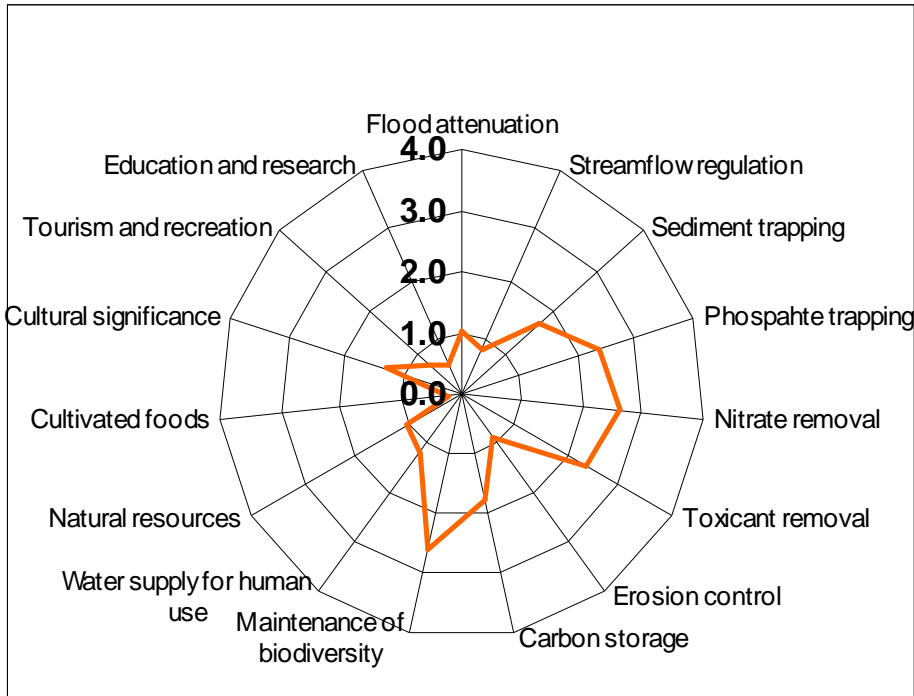 Flood attenuation
4.0
Education and research
Streamflow regulation
3.0
Tourism and recreation
Sediment trapping
2.0
Cultural significance
Phospahte trapping
1.0
0.0
Cultivated foods
Nitrate removal
Natural resources
Toxicant removal
Water supply for human
use
Erosion control
Maintenance of
biodiversity
Carbon storage